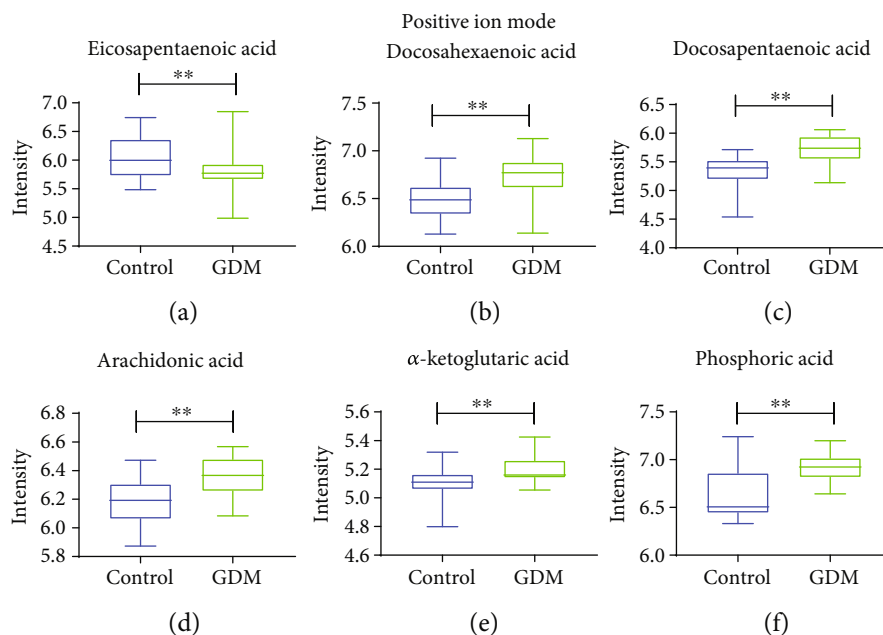 Positive ion mode
Eicosapentaenoic acid
**
Intensity
7.0
6.5
6.0
5.5
5.0
4.5
Control GDM
(a)
Docosahexaenoic acid
**
Intensity
7.5
7.0
6.5
6.0
Control GDM
(b)
Docosapentaenoic acid
**
Intensity
6.5
6.0
5.5
5.0
4.5
4.0
Control GDM
(c)
Arachidonic acid
**
Intensity
6.8
6.6
6.4
6.2
6.0
5.8
Control GDM
(d)
α-ketoglutaric acid
**
Intensity
5.6
5.4
5.2
5.0
4.8
4.6
Control GDM
(e)
Phosphoric acid
**
Intensity
7.5
7.0
6.5
6.0
Control GDM
(f)